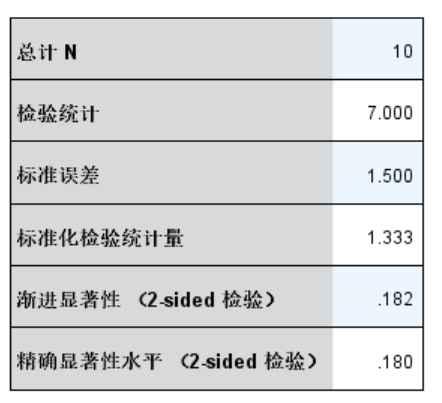 总计 N 10
检验统计 7.000
标准误差 1.500
标准化检验统计量 1.333
渐进显著性 （2-sided 检验） .182
精确显著性水平 （2-sided 检验） .180